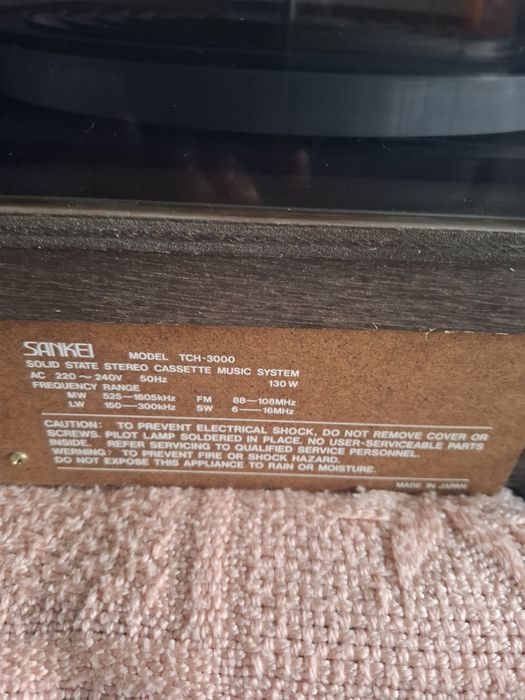 SANKEI MODEL TCH-3000
SOLID STATE STEREO CASSETTE MUSIC SYSTEM
AC 220～240V 50Hz 130W
FREQUENCY RANGE
MW 525—1605kHz FM 88—108MHz
LW 150—300kHz SW 6—16MHz
CAUTION: TO PREVENT ELECTRICAL SHOCK, DO NOT REMOVE COVER OR
SCREWS. PILOT LAMP SOLDERED IN PLACE. NO USER-SERVICEABLE PARTS
INSIDE. REFER SERVICING TO QUALIFIED SERVICE PERSONNEL.
WERNING: TO PREVENT FIRE OR SHOCK HAZARD.
DO NOT EXPOSE THIS APPLIANCE TO RAIN OR MOISTURE.
MADE IN JAPAN